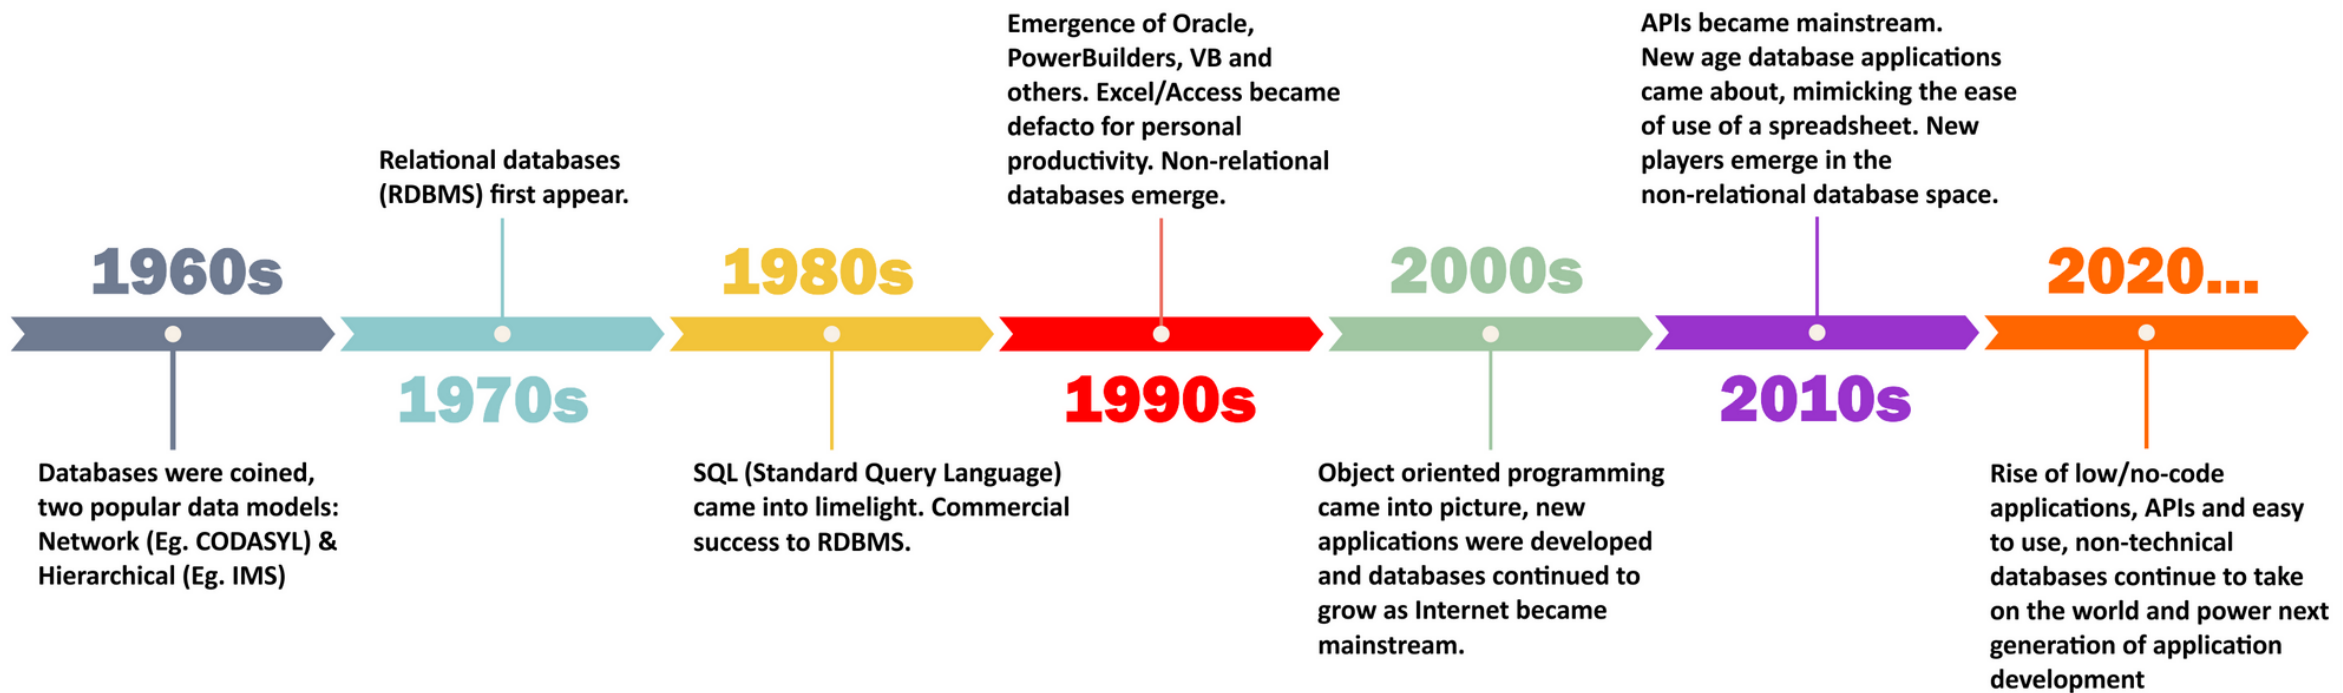 1960s
Databases were coined,
two popular data models:
Network (Eg. CODASYL) &
Hierarchical (Eg. IMS)
Relational databases
(RDBMS) first appear.
1970s
1980s
SQL (Standard Query Language)
came into limelight. Commercial
success to RDBMS.
Emergence of Oracle,
PowerBuilders, VB and
others. Excel/Access became
defacto for personal
productivity. Non-relational
databases emerge.
1990s
2000s
Object oriented programming
came into picture, new
applications were developed
and databases continued to
grow as Internet became
mainstream.
APIs became mainstream.
New age database applications
came about, mimicking the ease
of use of a spreadsheet. New
players emerge in the
non-relational database space.
2010s
2020...
Rise of low/no-code
applications, APIs and easy
to use, non-technical
databases continue to take
on the world and power next
generation of application
development